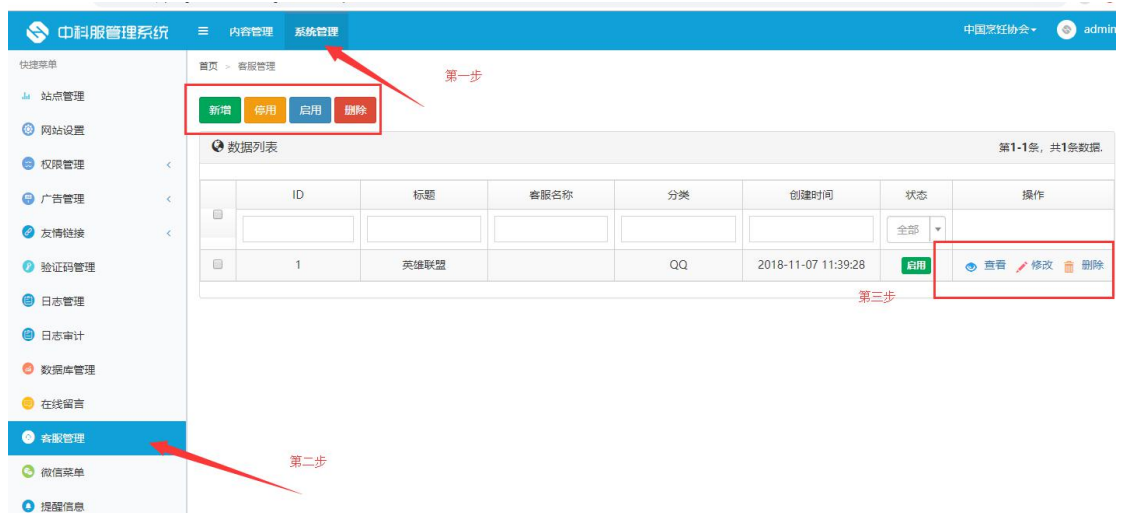 中科服管理系统
内容管理 系统管理
中国烹饪协会 admin
快捷菜单
首页 > 客服管理
第一步
站点管理
新增 停用 启用 删除
网站设置
数据列表
第1-1条，共1条数据.
权限管理
ID 标题 客服名称 分类 创建时间 状态 操作
广告管理
全部
友情链接
1 英雄联盟 QQ 2018-11-07 11:39:28 启用 查看 修改 删除
验证码管理
第三步
日志管理
日志审计
数据库管理
在线留言
客服管理
第二步
微信菜单
提醒信息